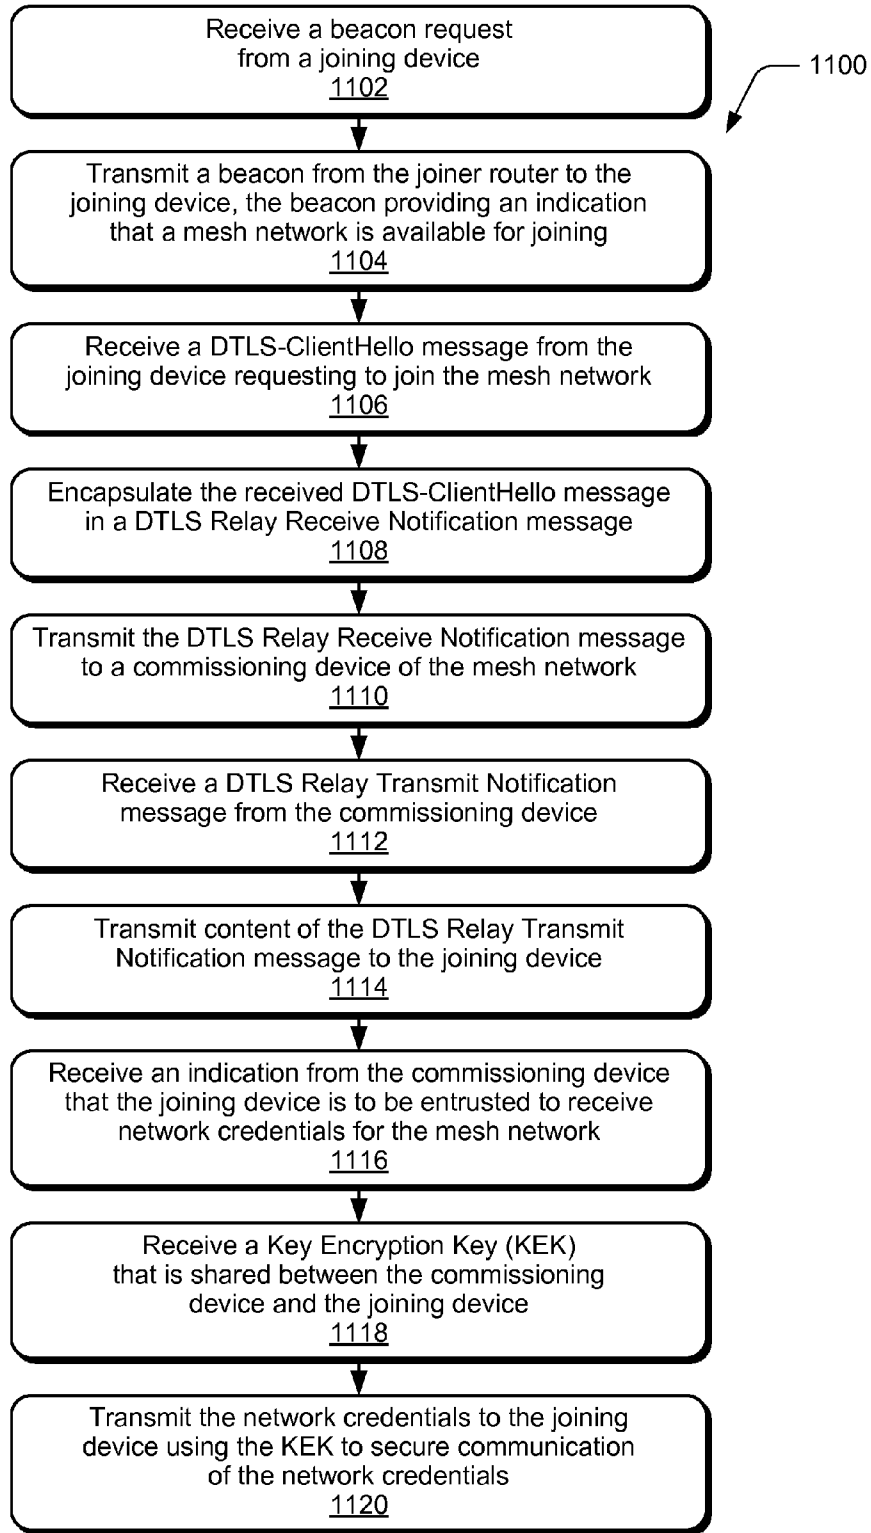 Receive a beacon request
from a joining device
1102
1100
Transmit a beacon from the joiner router to the
joining device, the beacon providing an indication
that a mesh network is available for joining
1104
Receive a DTLS-ClientHello message from the
joining device requesting to join the mesh network
1106
Encapsulate the received DTLS-ClientHello message
in a DTLS Relay Receive Notification message
1108
Transmit the DTLS Relay Receive Notification message
to a commissioning device of the mesh network
1110
Receive a DTLS Relay Transmit Notification
message from the commissioning device
1112
Transmit content of the DTLS Relay Transmit
Notification message to the joining device
1114
Receive an indication from the commissioning device
that the joining device is to be entrusted to receive
network credentials for the mesh network
1116
Receive a Key Encryption Key (KEK)
that is shared between the commissioning
device and the joining device
1118
Transmit the network credentials to the joining
device using the KEK to secure communication
of the network credentials
1120